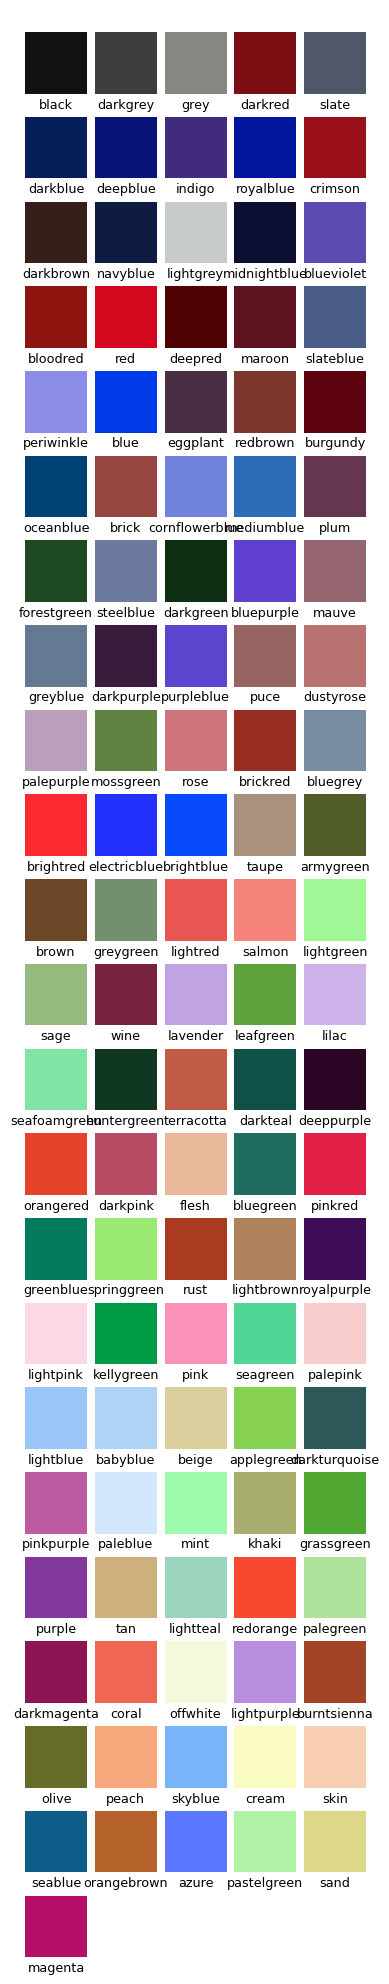 black darkgrey grey darkred slate
darkblue deepblue indigo royalblue crimson
darkbrown navyblue lightgrey midnightblue blueviolet
bloodred red deepred maroon slateblue
periwinkle blue eggplant redbrown burgundy
oceanblue brick cornflowerblue mediumblue plum
forestgreen steelblue darkgreen bluepurple mauve
greyblue darkpurple purpleblue puce dustyrose
palepurple mossgreen rose brickred bluegrey
brightred electricblue brightblue taupe armygreen
brown greygreen lightred salmon lightgreen
sage wine lavender leafgreen lilac
seafoamgreen huntergreen terracotta darkteal deeppurple
orangered darkpink flesh bluegreen pinkred
greenblue springgreen rust lightbrown royalpurple
lightpink kellygreen pink seagreen palepink
lightblue babyblue beige applegreen darkturquoise
pinkpurple paleblue mint khaki grassgreen
purple tan lightteal redorange palegreen
darkmagenta coral offwhite lightpurple burntsienna
olive peach skyblue cream skin
seablue orangebrown azure pastelgreen sand
magenta